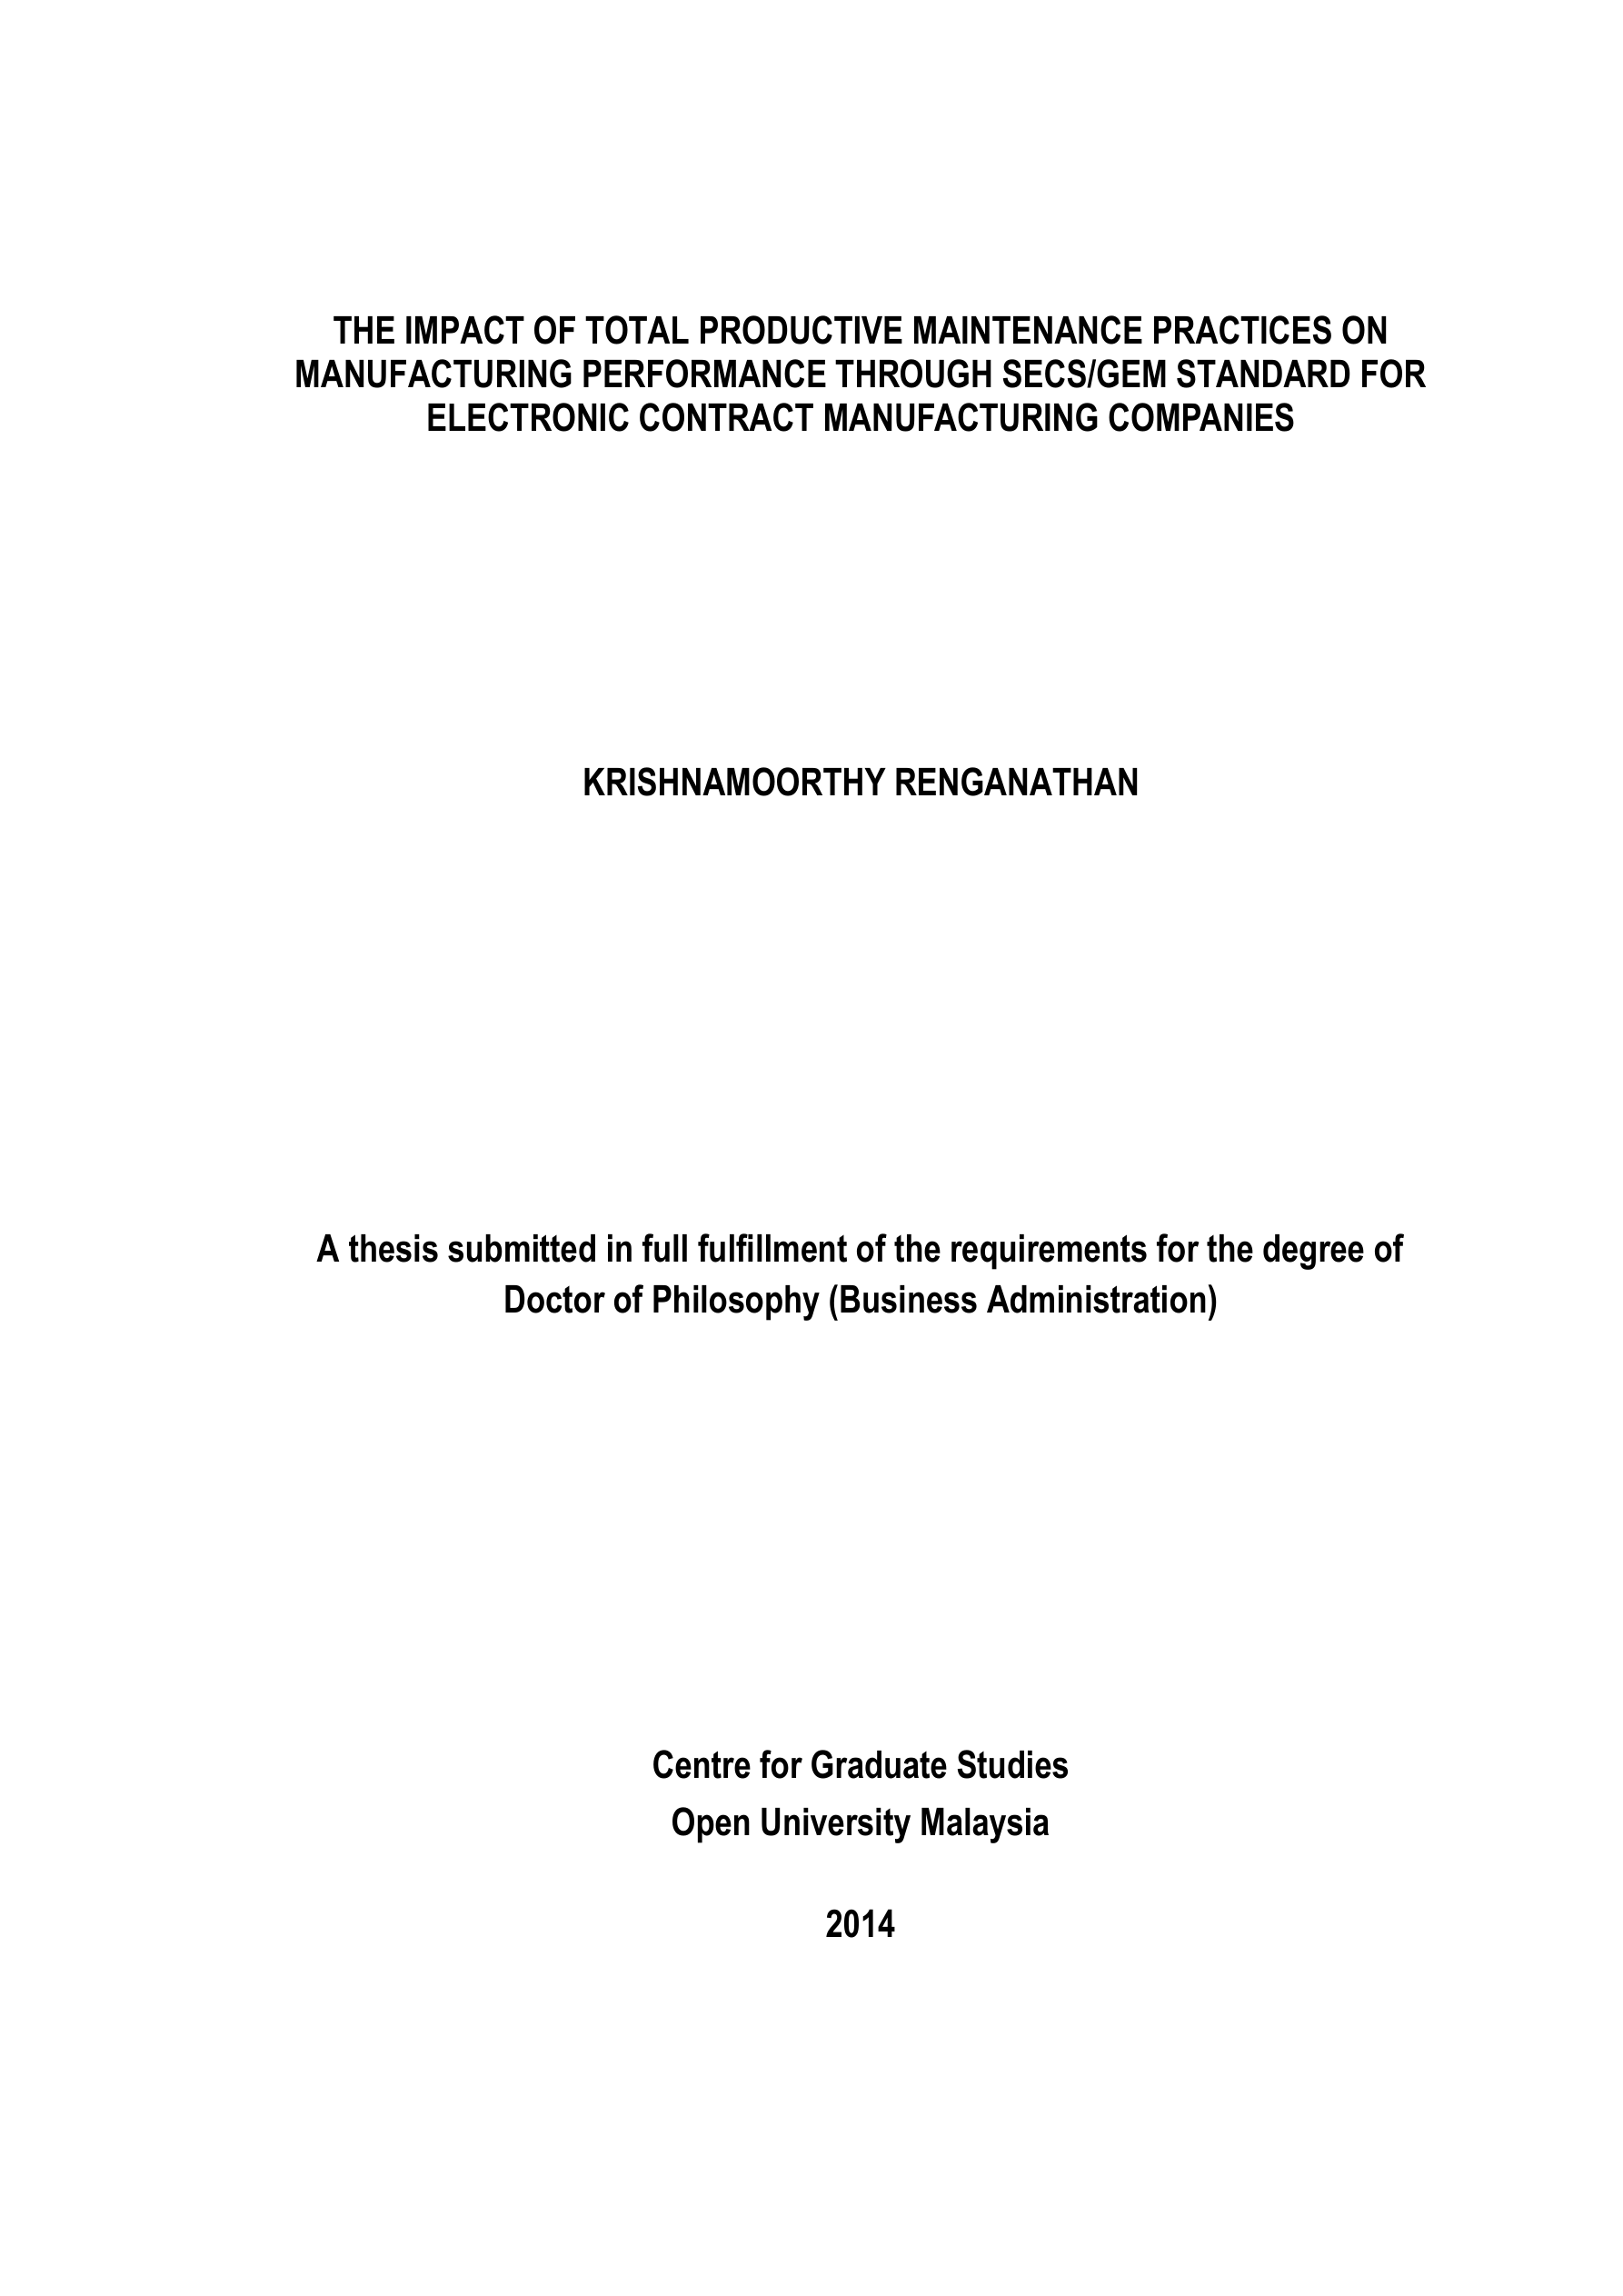 THE IMPACT OF TOTAL PRODUCTIVE MAINTENANCE PRACTICES ON
MANUFACTURING PERFORMANCE THROUGH SECS/GEM STANDARD FOR
ELECTRONIC CONTRACT MANUFACTURING COMPANIES
KRISHNAMOORTHY RENGANATHAN
A thesis submitted in full fulfillment of the requirements for the degree of
Doctor of Philosophy (Business Administration)
Centre for Graduate Studies
Open University Malaysia
2014